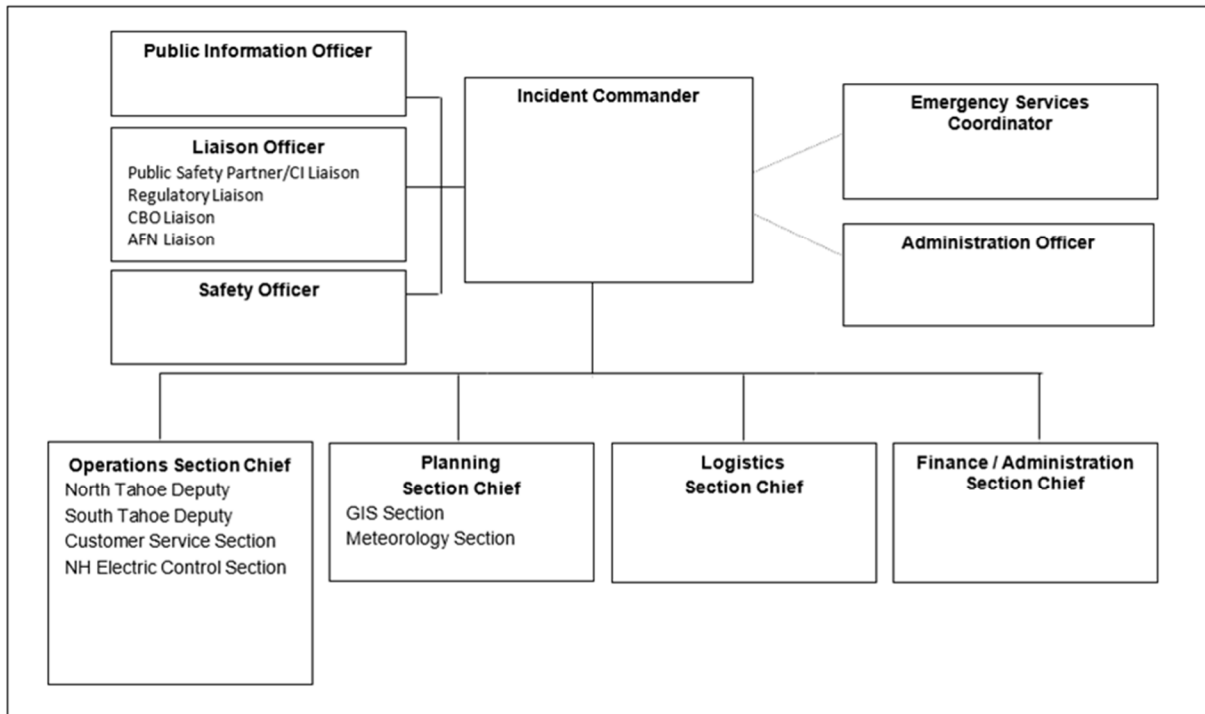 Public Information Officer
Incident Commander
Emergency Services
Coordinator
Liaison Officer
Public Safety Partner/CI Liaison
Regulatory Liaison
CBO Liaison
AFN Liaison
Administration Officer
Safety Officer
Operations Section Chief
North Tahoe Deputy
South Tahoe Deputy
Customer Service Section
NH Electric Control Section
Planning
Section Chief
GIS Section
Meteorology Section
Logistics
Section Chief
Finance / Administration
Section Chief